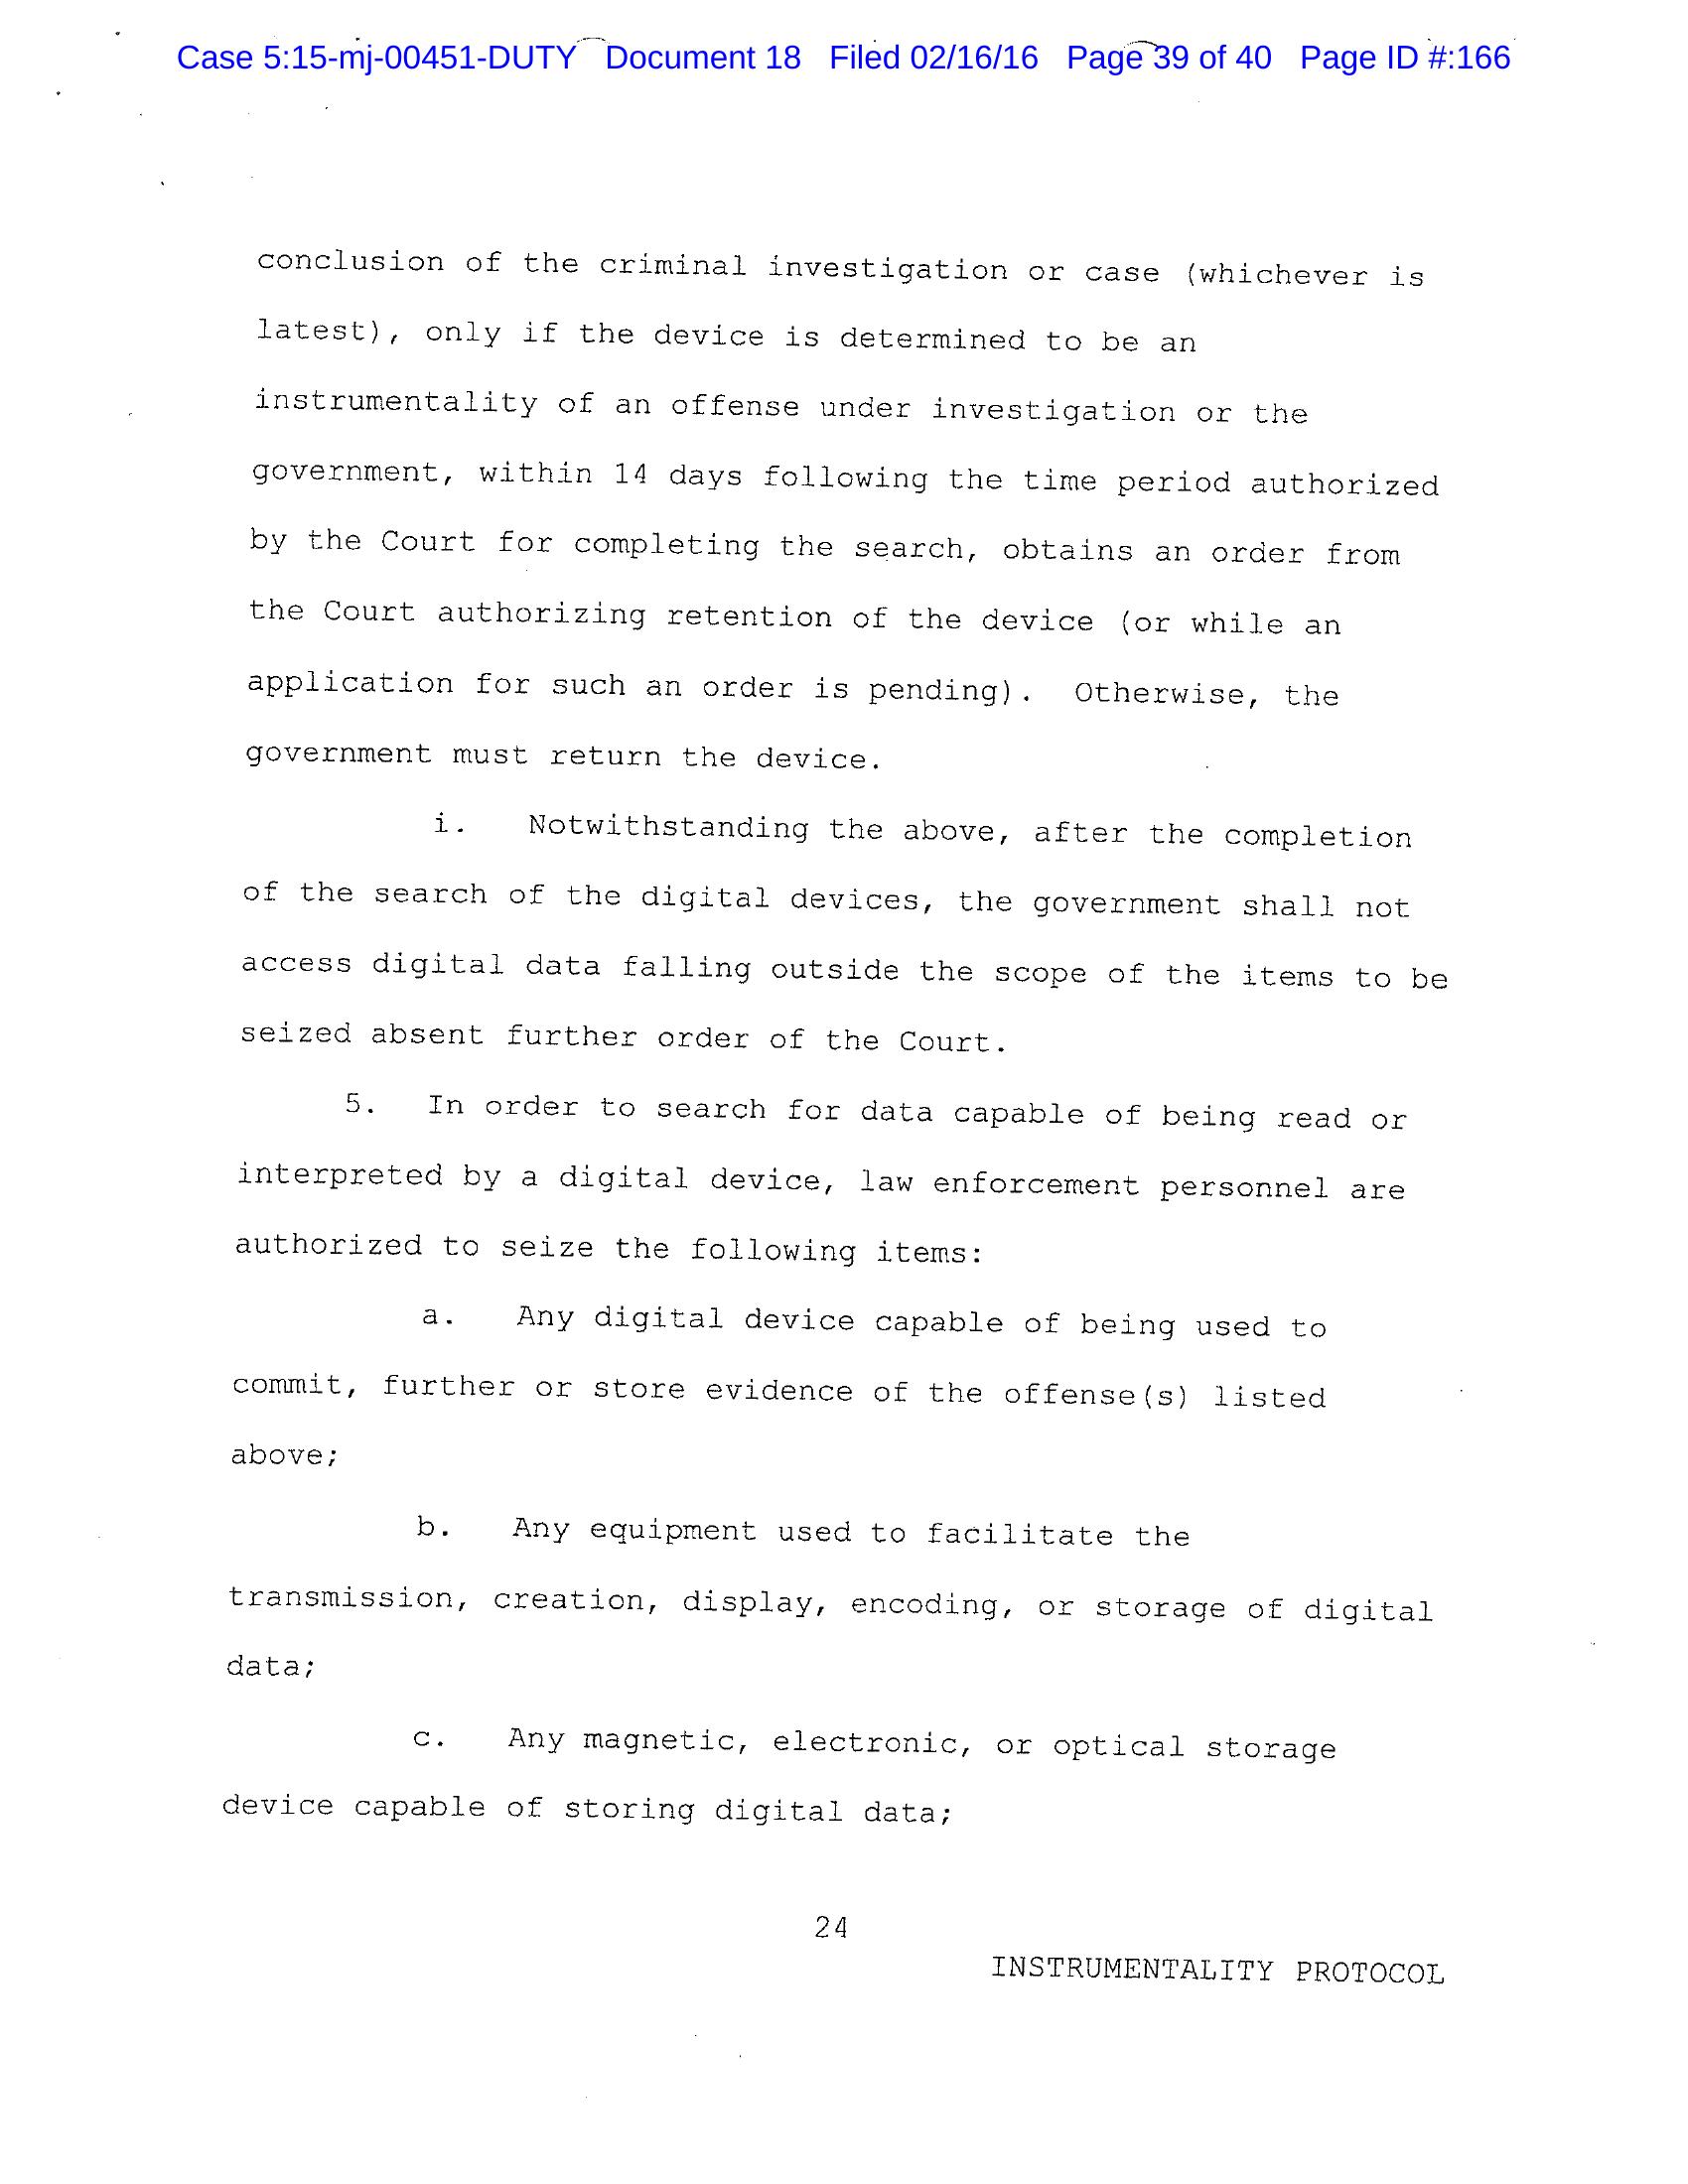 Case 5:15-mj-00451-DUTY Document 18 Filed 02/16/16 Page 39 of 40 Page ID #:166
conclusion of the criminal investigation or case (whichever is
latest), only if the device is determined to be an
instrumentality of an offense under investigation or the
government, within 14 days following the time period authorized
by the Court for completing the search, obtains an order from
the Court authorizing retention of the device (or while an
application for such an order is pending). Otherwise, the
government must return the device.
i. Notwithstanding the above, after the completion
of the search of the digital devices, the government shall not
access digital data falling outside the scope of the items to be
seized absent further order of the Court.
5. In order to search for data capable of being read or
interpreted by a digital device, law enforcement personnel are
authorized to seize the following items:
a. Any digital device capable of being used to
commit, further or store evidence of the offense(s) listed
above;
b. Any equipment used to facilitate the
transmission, creation, display, encoding, or storage of digital
data;
c. Any magnetic, electronic, or optical storage
device capable of storing digital data;
24
INSTRUMENTALITY PROTOCOL